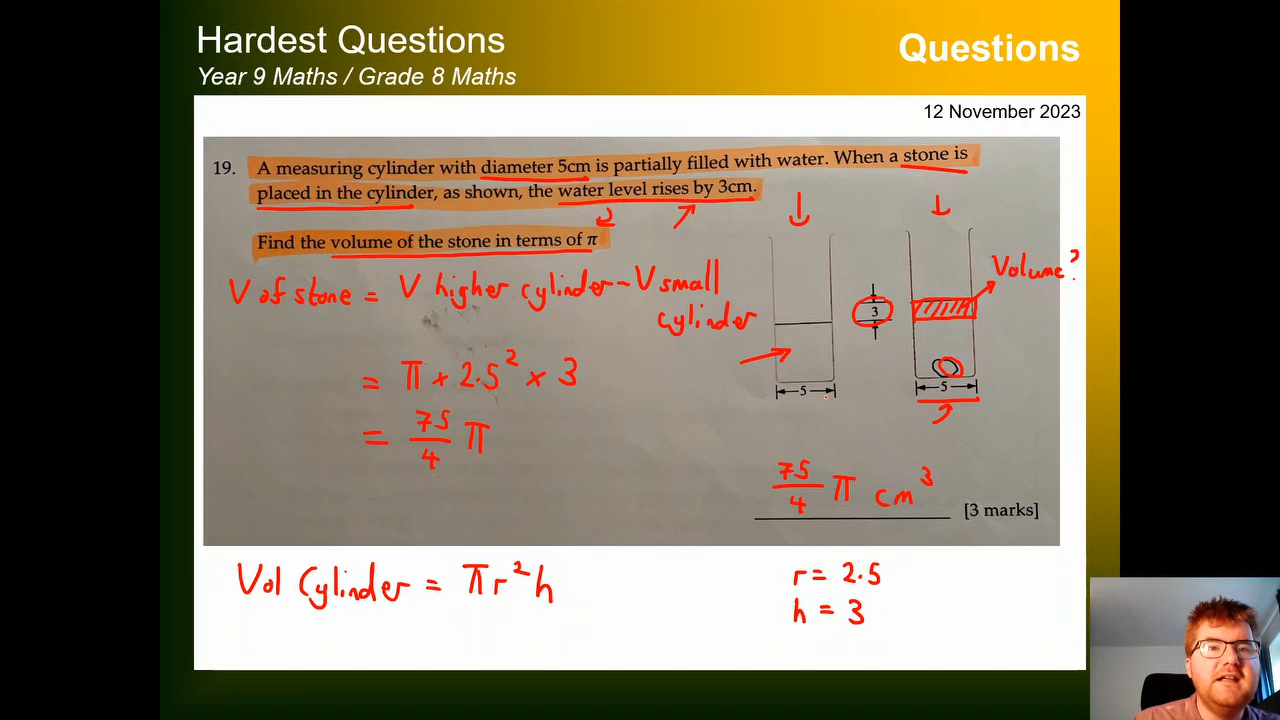 Hardest Questions
Questions
Year 9 Maths / Grade 8 Maths
12 November 2023
19. A measuring cylinder with diameter 5cm is partially filled with water. When a stone is
placed in the cylinder, as shown, the water level rises by 3cm.
Find the volume of the stone in terms of π
V of stone = V higher cylinder - V small
cylinder
Volume?
3
= π × 2.5² × 3
5
5
= 75/4 π
75/4 π cm³
[3 marks]
Vol Cylinder = πr²h
r = 2.5
h = 3